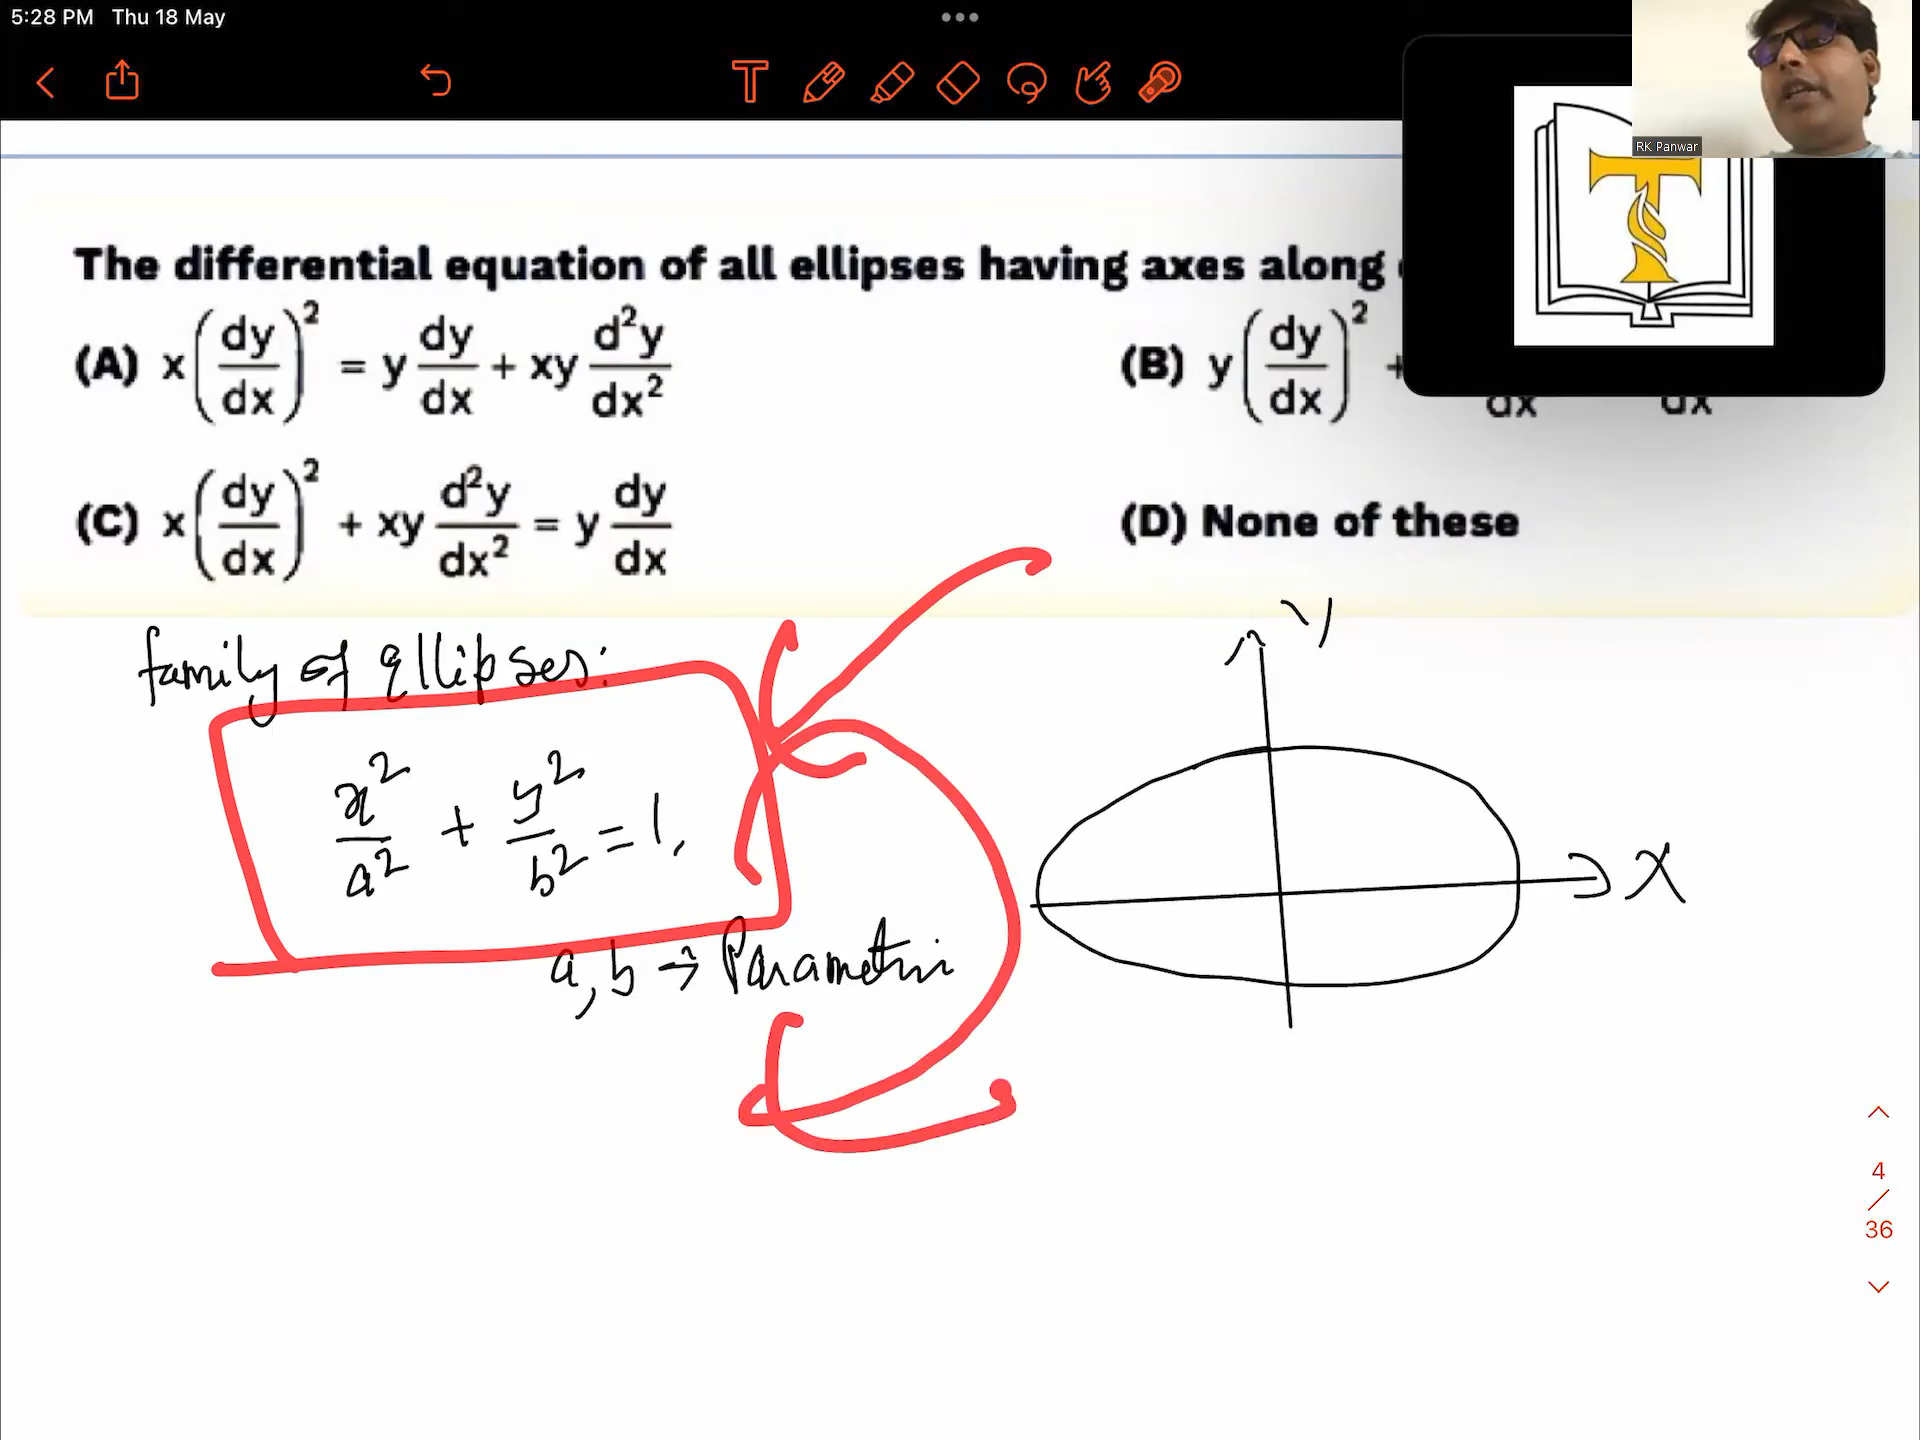 5:28 PM Thu 18 May
RK Panwar
The differential equation of all ellipses having axes along
(A) x(dy/dx)² = y dy/dx + xy d²y/dx²
(B) y(dy/dx)² +
dx dx
(C) x(dy/dx)² + xy d²y/dx² = y dy/dx
(D) None of these
family of ellipses:
x²/a² + y²/b² = 1,
a, b → Parametri
y
x
4
/
36